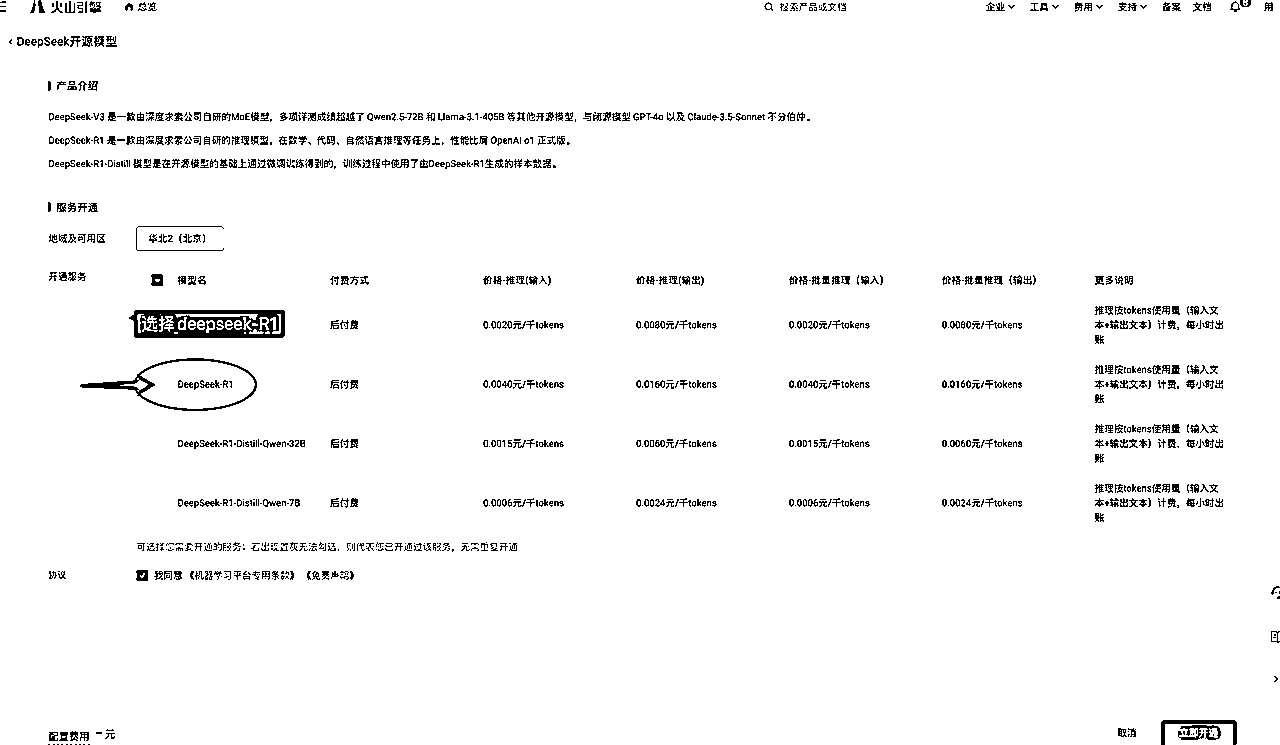 火山引擎 总览 搜索产品或文档 企业 工具 费用 支持 备案 文档
‹ DeepSeek开源模型
产品介绍
DeepSeek-V3 是一款由深度求索公司自研的MoE模型，多项评测成绩超越了 Qwen2.5-72B 和 Llama-3.1-405B 等其他开源模型，与闭源模型 GPT-4o 以及 Claude-3.5-Sonnet 不分伯仲。
DeepSeek-R1 是一款由深度求索公司自研的推理模型。在数学、代码、自然语言推理等任务上，性能比肩 OpenAI o1 正式版。
DeepSeek-R1-Distill 模型是在开源模型的基础上通过微调训练得到的，训练过程中使用了由DeepSeek-R1生成的样本数据。
服务开通
地域及可用区 华北2（北京）
开通服务 模型名 付费方式 价格-推理(输入) 价格-推理(输出) 价格-批量推理（输入） 价格-批量推理（输出） 更多说明
选择 deepseek-R1 后付费 0.0020元/千tokens 0.0080元/千tokens 0.0020元/千tokens 0.0080元/千tokens 推理按tokens使用量（输入文
本+输出文本）计费，每小时出
账
DeepSeek-R1 后付费 0.0040元/千tokens 0.0160元/千tokens 0.0040元/千tokens 0.0160元/千tokens 推理按tokens使用量（输入文
本+输出文本）计费，每小时出
账
DeepSeek-R1-Distill-Qwen-32B 后付费 0.0015元/千tokens 0.0060元/千tokens 0.0015元/千tokens 0.0060元/千tokens 推理按tokens使用量（输入文
本+输出文本）计费，每小时出
账
DeepSeek-R1-Distill-Qwen-7B 后付费 0.0006元/千tokens 0.0024元/千tokens 0.0006元/千tokens 0.0024元/千tokens 推理按tokens使用量（输入文
本+输出文本）计费，每小时出
账
可选择您需要开通的服务；若出现置灰无法勾选，则代表您已开通过该服务，无需重复开通
协议 我同意《机器学习平台专用条款》《免责声明》
配置费用 - 元 取消 立即开通